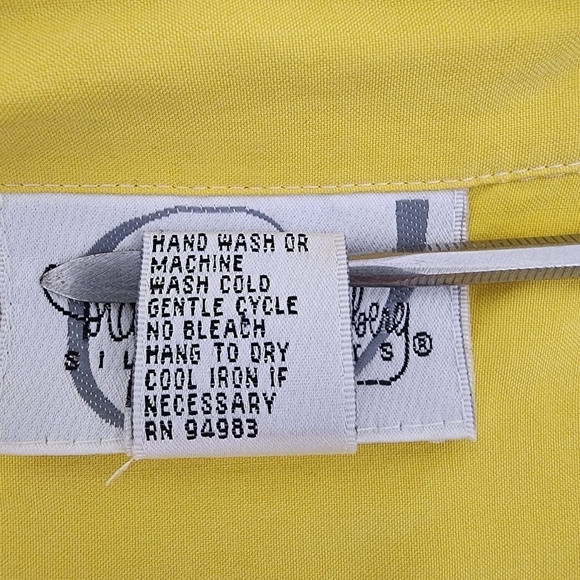 HAND WASH OR
MACHINE
WASH COLD
GENTLE CYCLE
NO BLEACH
HANG TO DRY
COOL IRON IF
NECESSARY
RN 94983
®